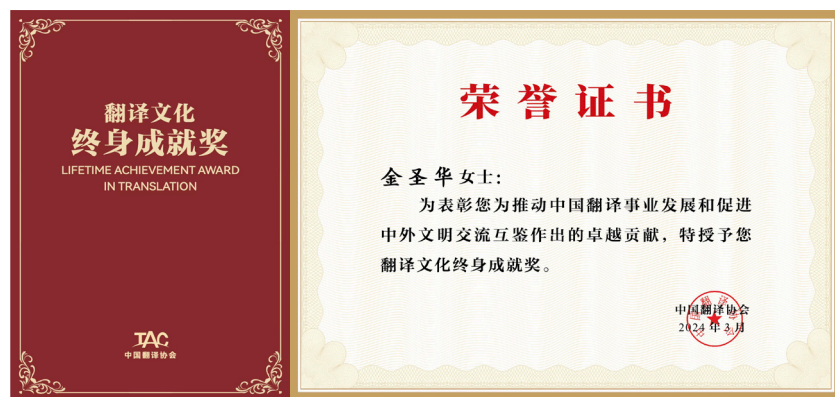 翻译文化
终身成就奖
LIFETIME ACHIEVEMENT AWARD
IN TRANSLATION
TAC
中国翻译协会
荣誉证书
金圣华女士：
为表彰您为推动中国翻译事业发展和促进
中外文明交流互鉴作出的卓越贡献，特授予您
翻译文化终身成就奖。
中国翻译协会
2024年3月